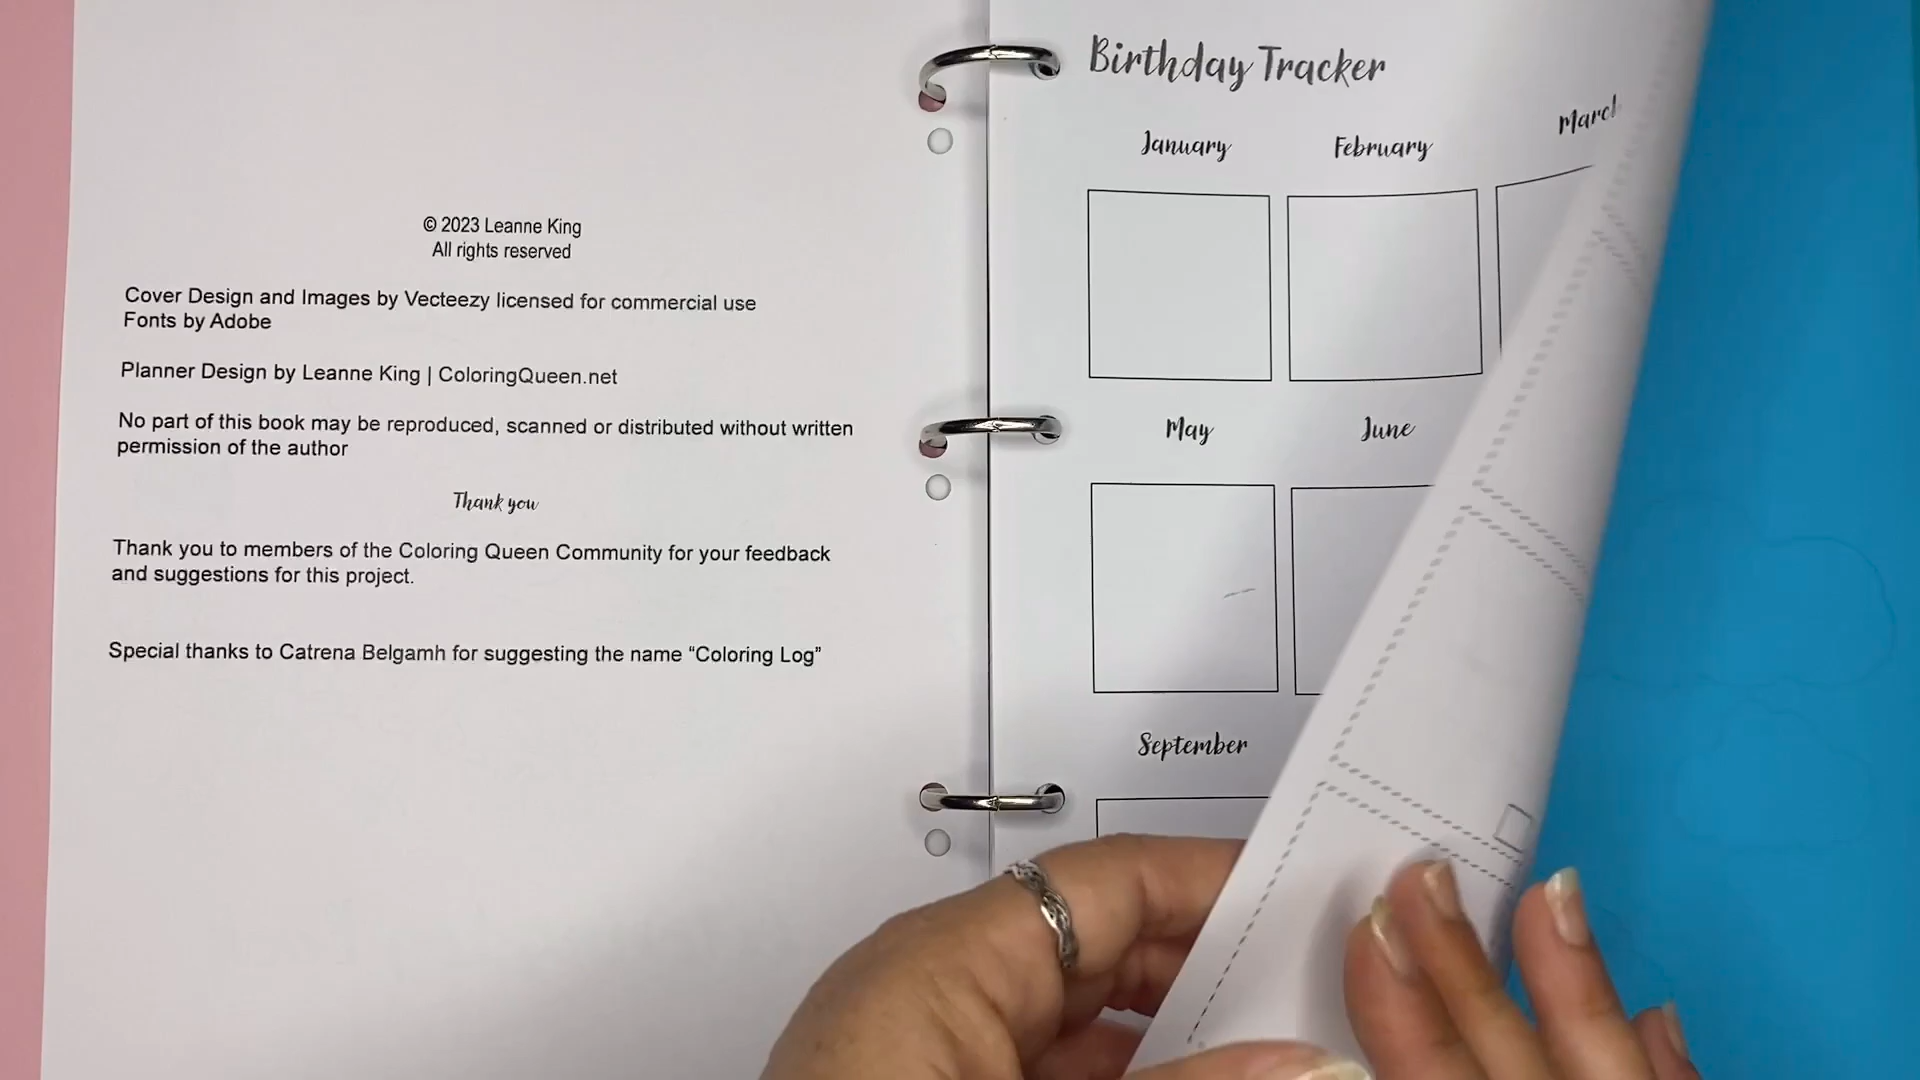 © 2023 Leanne King
All rights reserved
Cover Design and Images by Vecteezy licensed for commercial use
Fonts by Adobe
Planner Design by Leanne King | ColoringQueen.net
No part of this book may be reproduced, scanned or distributed without written
permission of the author
Thank you
Thank you to members of the Coloring Queen Community for your feedback
and suggestions for this project.
Special thanks to Catrena Belgamh for suggesting the name “Coloring Log”
Birthday Tracker
January
February
March
May
June
September